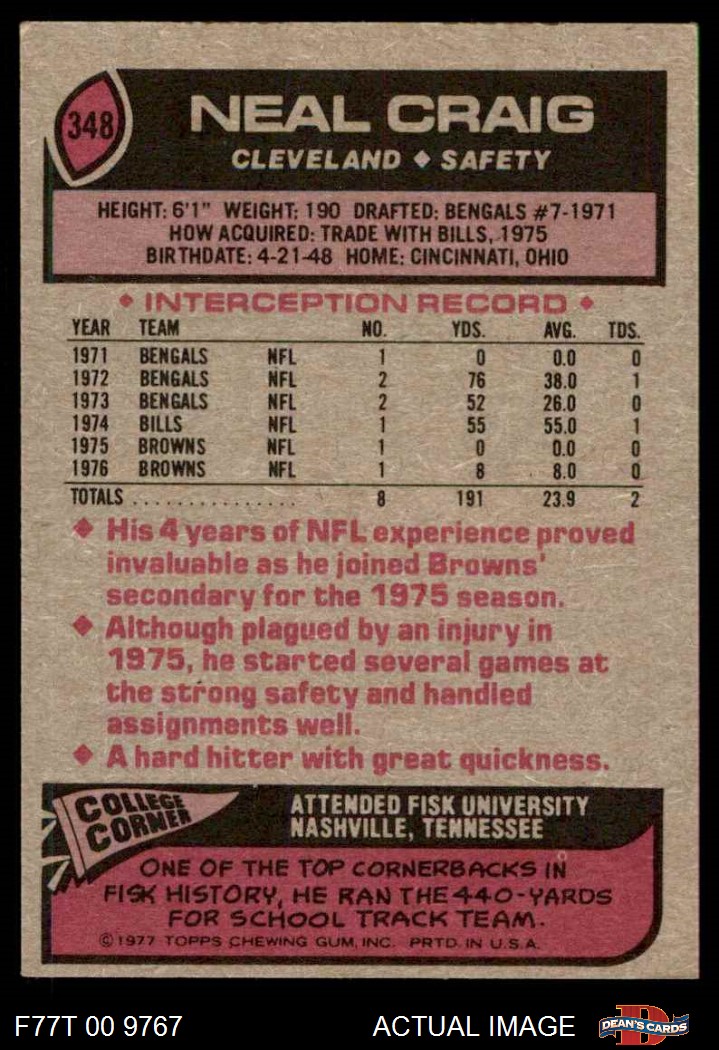 348
NEAL CRAIG
CLEVELAND ♦ SAFETY
HEIGHT: 6'1" WEIGHT: 190 DRAFTED: BENGALS #7-1971
HOW ACQUIRED: TRADE WITH BILLS, 1975
BIRTHDATE: 4-21-48 HOME: CINCINNATI, OHIO
♦ INTERCEPTION RECORD ♦
YEAR TEAM NO. YDS. AVG. TDS.
1971 BENGALS NFL 1 0 0.0 0
1972 BENGALS NFL 2 76 38.0 1
1973 BENGALS NFL 2 52 26.0 0
1974 BILLS NFL 1 55 55.0 1
1975 BROWNS NFL 1 0 0.0 0
1976 BROWNS NFL 1 8 8.0 0
TOTALS ................ 8 191 23.9 2
♦ His 4 years of NFL experience proved
invaluable as he joined Browns'
secondary for the 1975 season.
♦ Although plagued by an injury in
1975, he started several games at
the strong safety and handled
assignments well.
♦ A hard hitter with great quickness.
COLLEGE
CORNER
ATTENDED FISK UNIVERSITY
NASHVILLE, TENNESSEE
ONE OF THE TOP CORNERBACKS IN
FISK HISTORY, HE RAN THE 440-YARDS
FOR SCHOOL TRACK TEAM.
©1977 TOPPS CHEWING GUM, INC. PRTD. IN U.S.A.
F77T 00 9767 ACTUAL IMAGE
D
DEAN'S CARDS